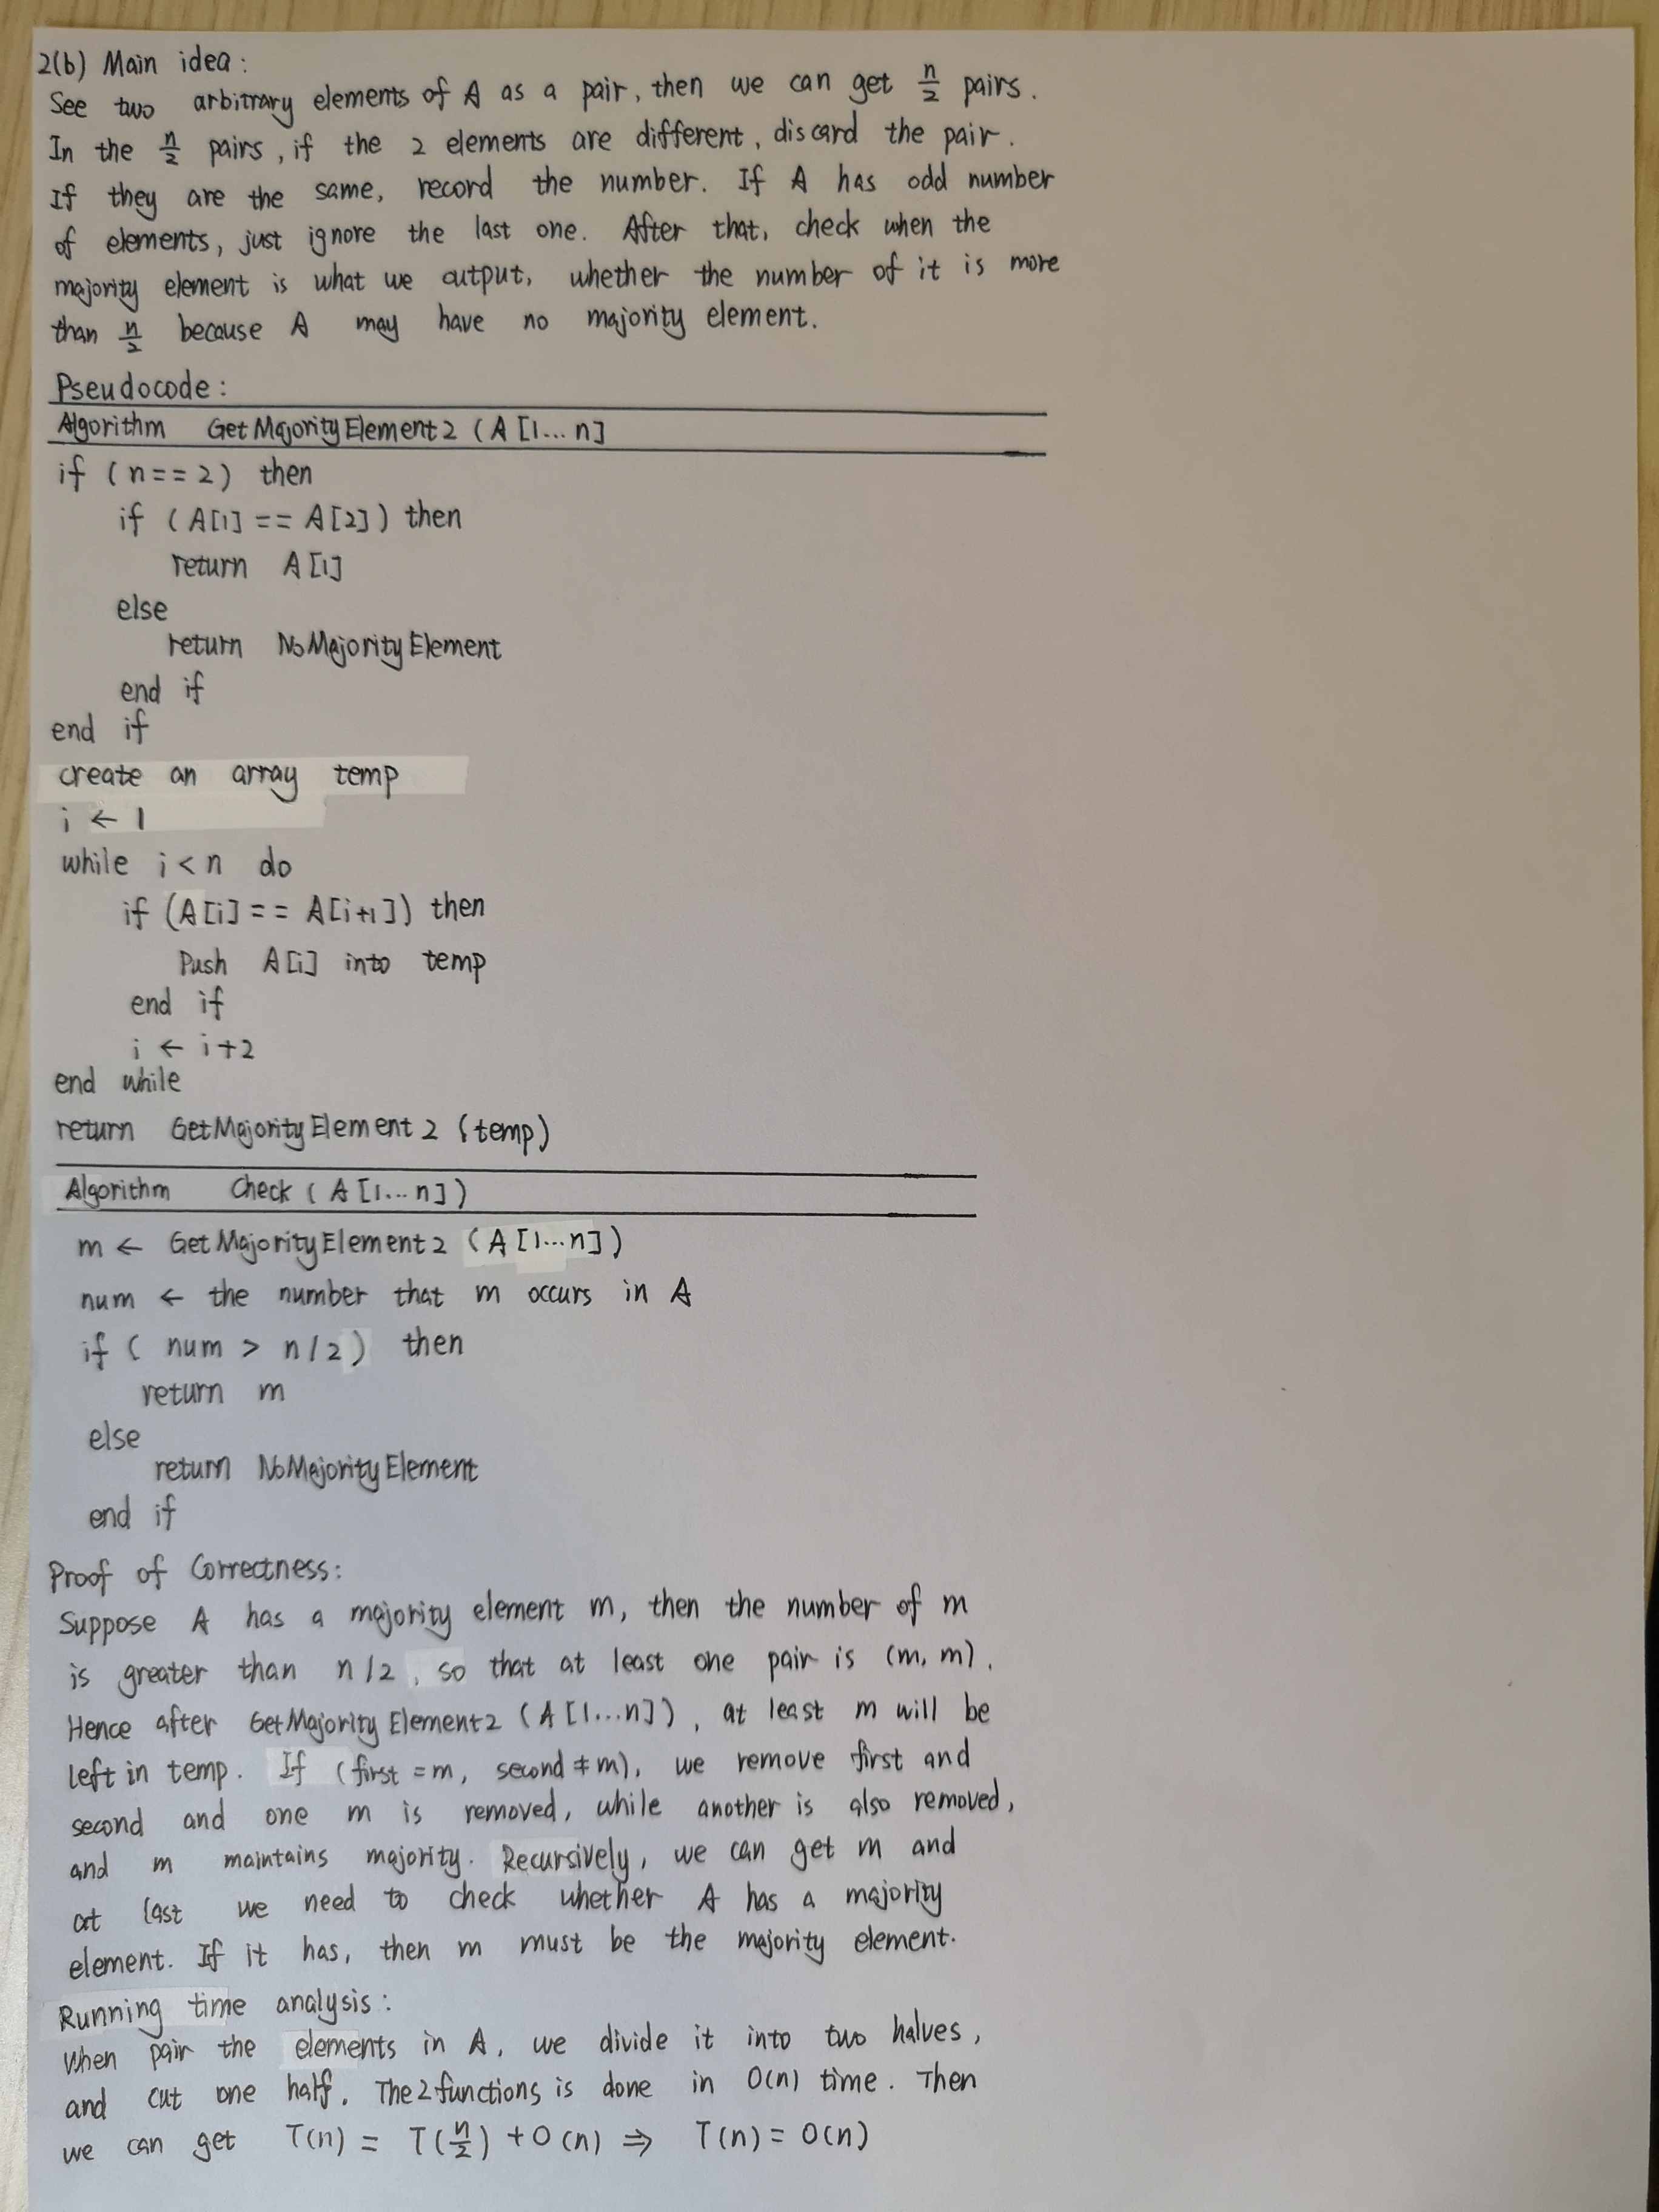 2(b) Main idea:
See two arbitrary elements of A as a pair, then we can get n/2 pairs.
In the n/2 pairs, if the 2 elements are different, discard the pair.
If they are the same, record the number. If A has odd number
of elements, just ignore the last one. After that, check when the
majority element is what we output, whether the number of it is more
than n/2 because A may have no majority element.
Pseudocode:
Algorithm GetMajorityElement2 (A[1...n]
if (n==2) then
if (A[1] == A[2]) then
return A[1]
else
return NoMajorityElement
end if
end if
create an array temp
i ← 1
while i<n do
if (A[i] == A[i+1]) then
Push A[i] into temp
end if
i ← i+2
end while
return GetMajorityElement2 (temp)
Algorithm Check (A[1...n])
m ← GetMajorityElement2 (A[1...n])
num ← the number that m occurs in A
if ( num > n/2) then
return m
else
return NoMajorityElement
end if
Proof of Correctness:
Suppose A has a majority element m, then the number of m
is greater than n/2, so that at least one pair is (m, m).
Hence after GetMajorityElement2 (A[1...n]), at least m will be
left in temp. If (first = m, second ≠ m), we remove first and
second and one m is removed, while another is also removed,
and m maintains majority. Recursively, we can get m and
at last we need to check whether A has a majority
element. If it has, then m must be the majority element.
Running time analysis:
When pair the elements in A, we divide it into two halves,
and cut one half. The 2 functions is done in O(n) time. Then
we can get T(n) = T(n/2) + O(n) ⇒ T(n) = O(n)